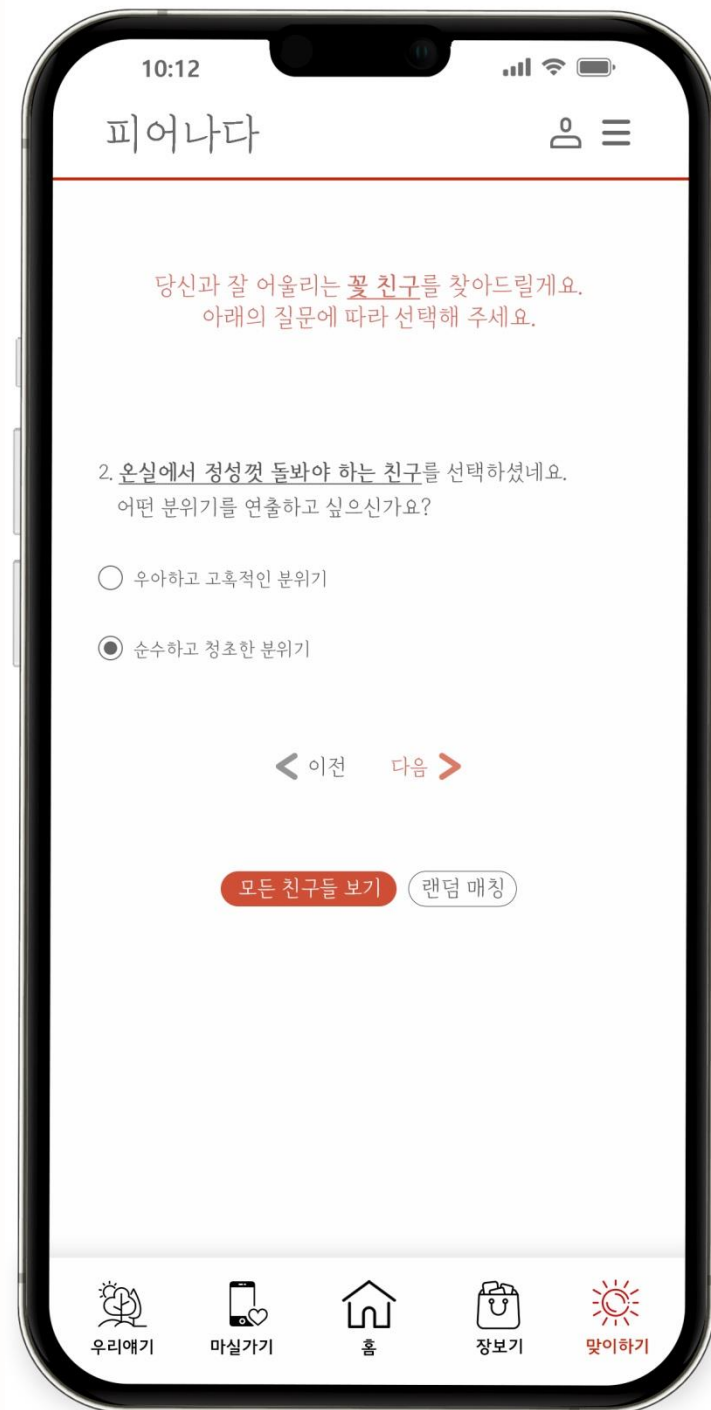 10:12
피어나다
당신과 잘 어울리는 꽃 친구를 찾아드릴게요.
아래의 질문에 따라 선택해 주세요.
2. 온실에서 정성껏 돌봐야 하는 친구를 선택하셨네요.
어떤 분위기를 연출하고 싶으신가요?
우아하고 고혹적인 분위기
순수하고 청초한 분위기
이전 다음
모든 친구들 보기 랜덤 매칭
우리얘기 마실가기 홈 장보기 맞이하기